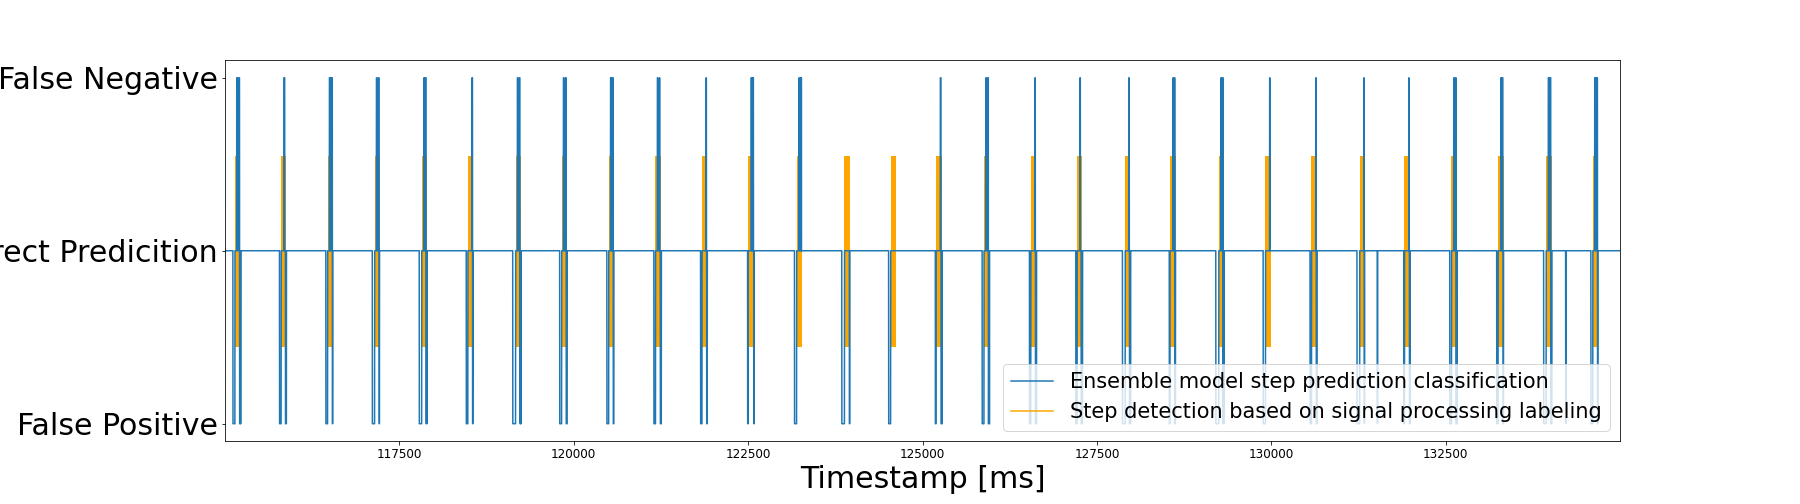 False Negative
rect Predicition
False Positive
Ensemble model step prediction classification
Step detection based on signal processing labeling
117500 120000 122500 125000 127500 130000 132500
Timestamp [ms]